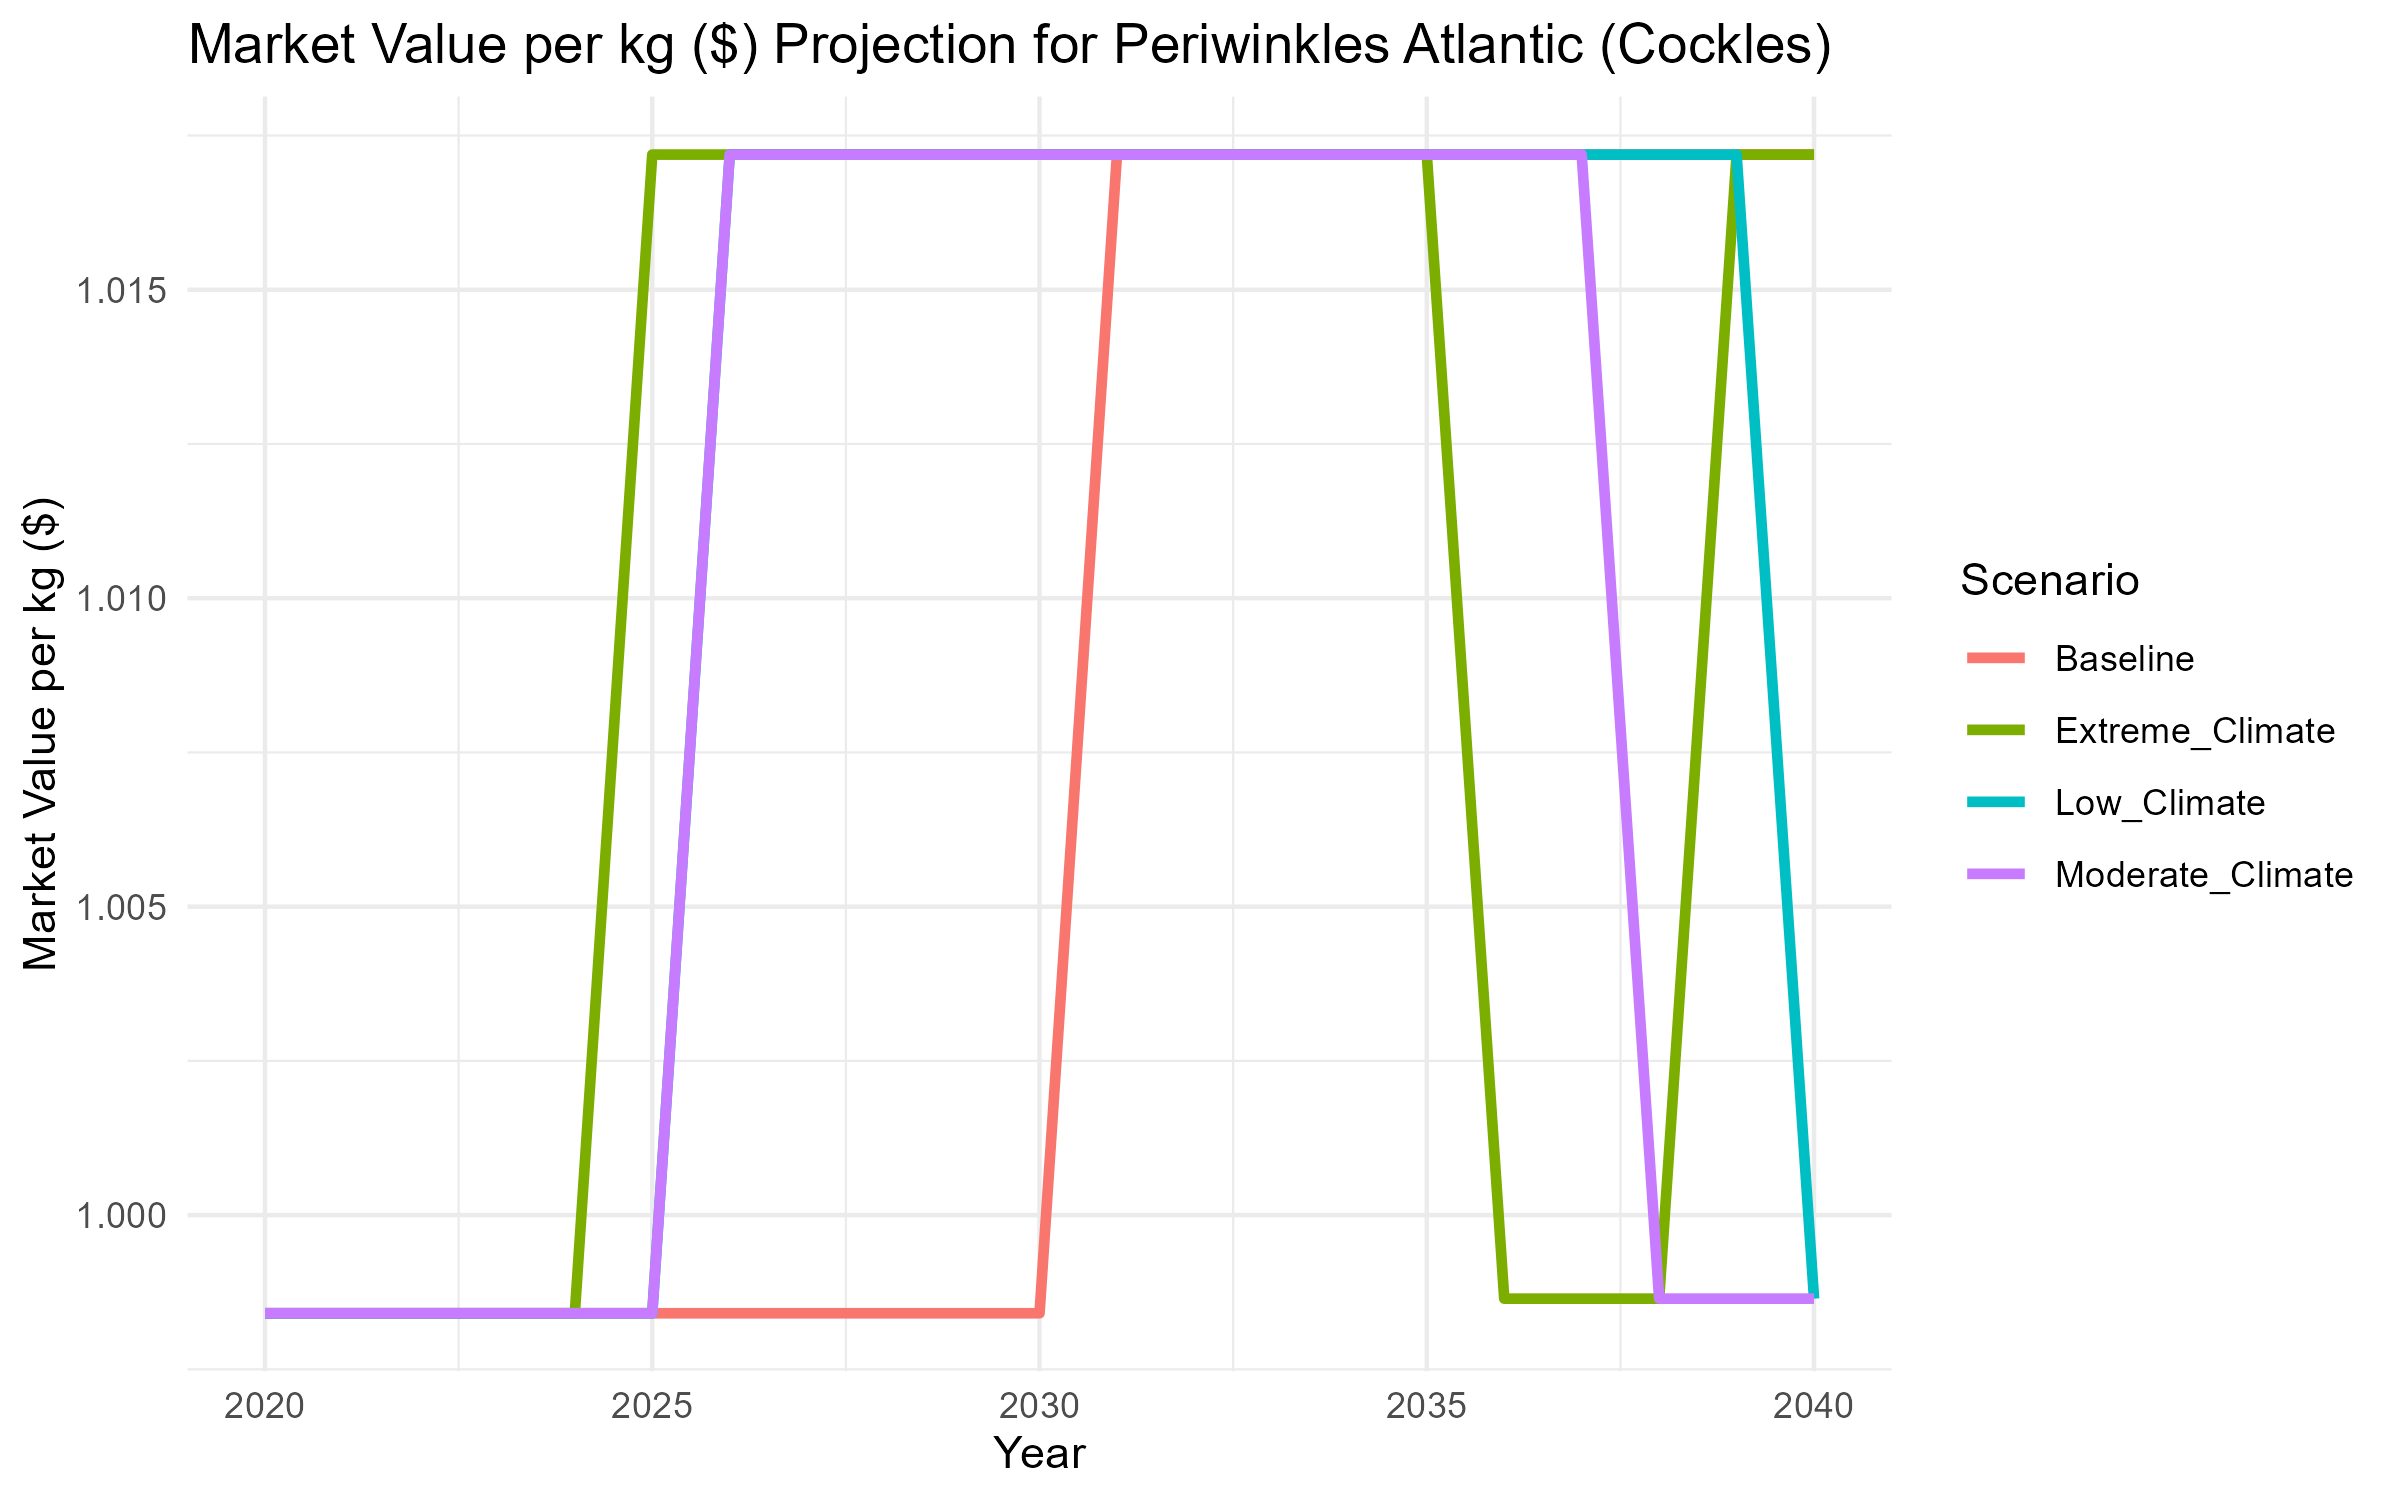 Market Value per kg ($) Projection for Periwinkles Atlantic (Cockles)
Market Value per kg ($)
1.015
1.010
1.005
1.000
2020 2025 2030 2035 2040
Year
Scenario
Baseline
Extreme_Climate
Low_Climate
Moderate_Climate